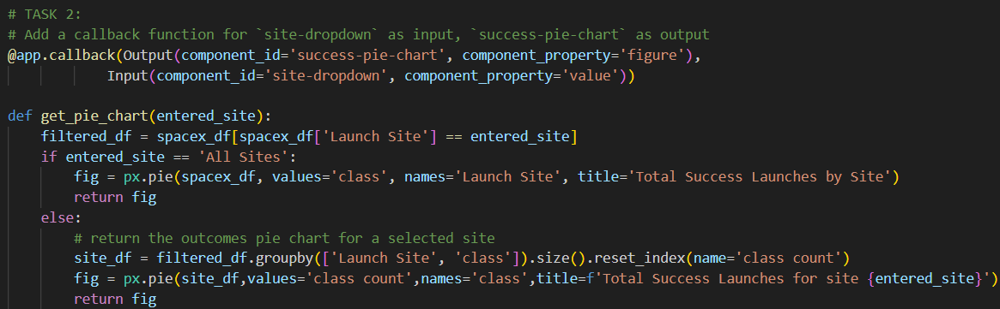 # TASK 2:
# Add a callback function for `site-dropdown` as input, `success-pie-chart` as output
@app.callback(Output(component_id='success-pie-chart', component_property='figure'),
            Input(component_id='site-dropdown', component_property='value'))

def get_pie_chart(entered_site):
    filtered_df = spacex_df[spacex_df['Launch Site'] == entered_site]
    if entered_site == 'All Sites':
        fig = px.pie(spacex_df, values='class', names='Launch Site', title='Total Success Launches by Site')
        return fig
    else:
        # return the outcomes pie chart for a selected site
        site_df = filtered_df.groupby(['Launch Site', 'class']).size().reset_index(name='class count')
        fig = px.pie(site_df,values='class count',names='class',title=f'Total Success Launches for site {entered_site}')
        return fig